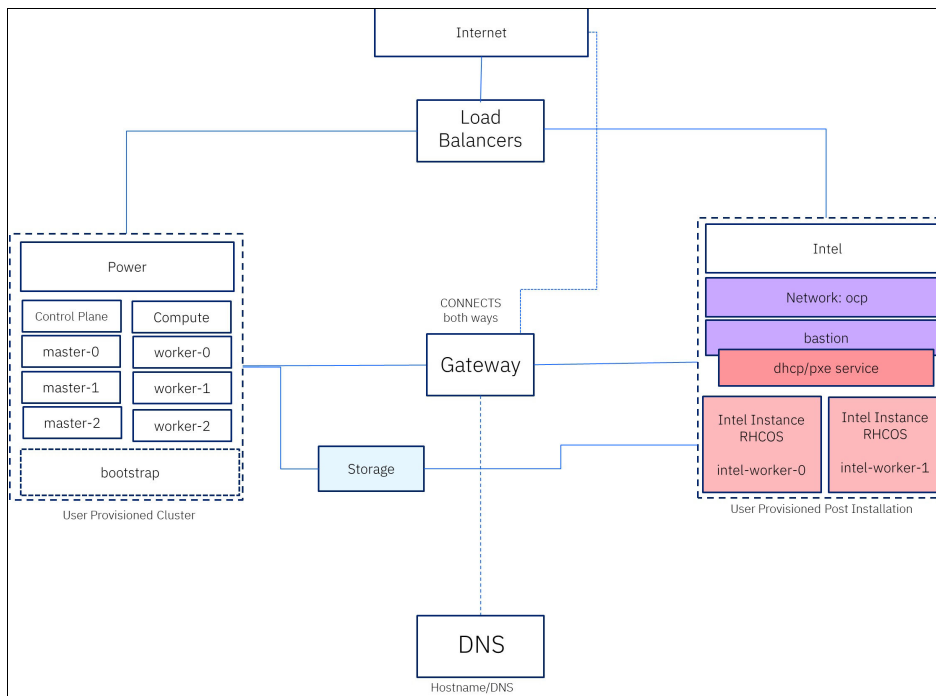 Internet
Load
Balancers
Power
Control Plane
Compute
master-0
worker-0
master-1
worker-1
master-2
worker-2
bootstrap
User Provisioned Cluster
CONNECTS
both ways
Gateway
Storage
Intel
Network: ocp
bastion
dhcp/pxe service
Intel Instance
RHCOS
intel-worker-0
Intel Instance
RHCOS
intel-worker-1
User Provisioned Post Installation
DNS
Hostname/DNS